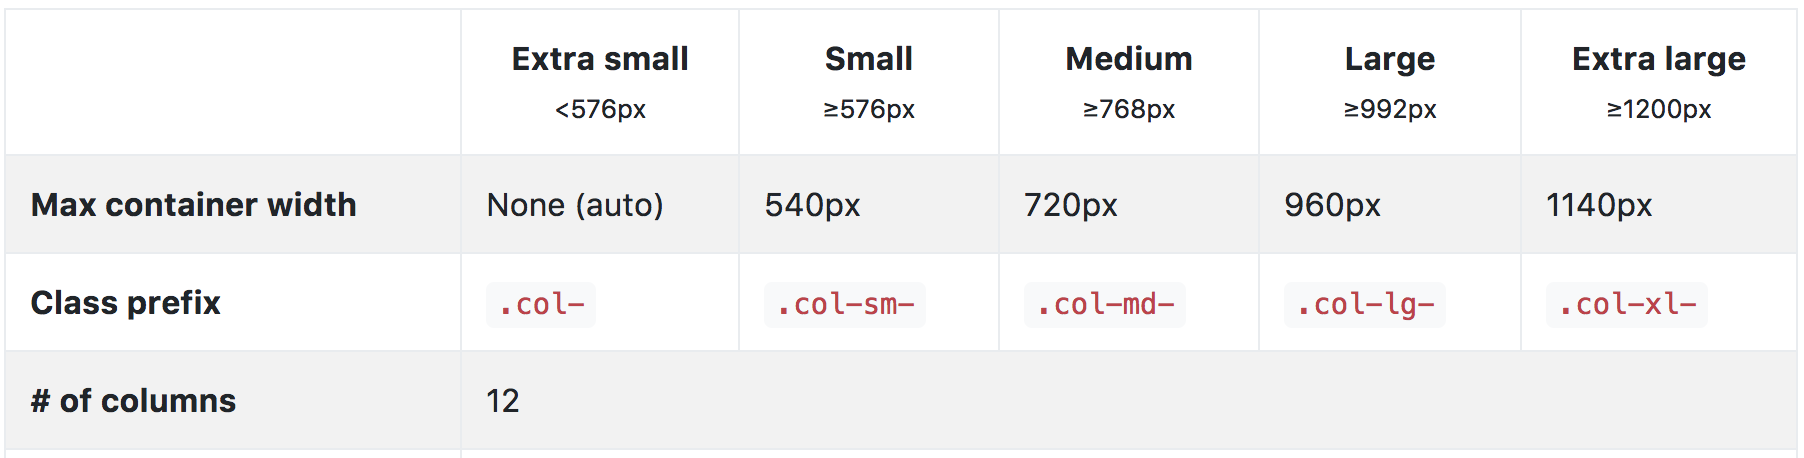 Extra small Small Medium Large Extra large
<576px ≥576px ≥768px ≥992px ≥1200px
Max container width None (auto) 540px 720px 960px 1140px
Class prefix .col- .col-sm- .col-md- .col-lg- .col-xl-
# of columns 12